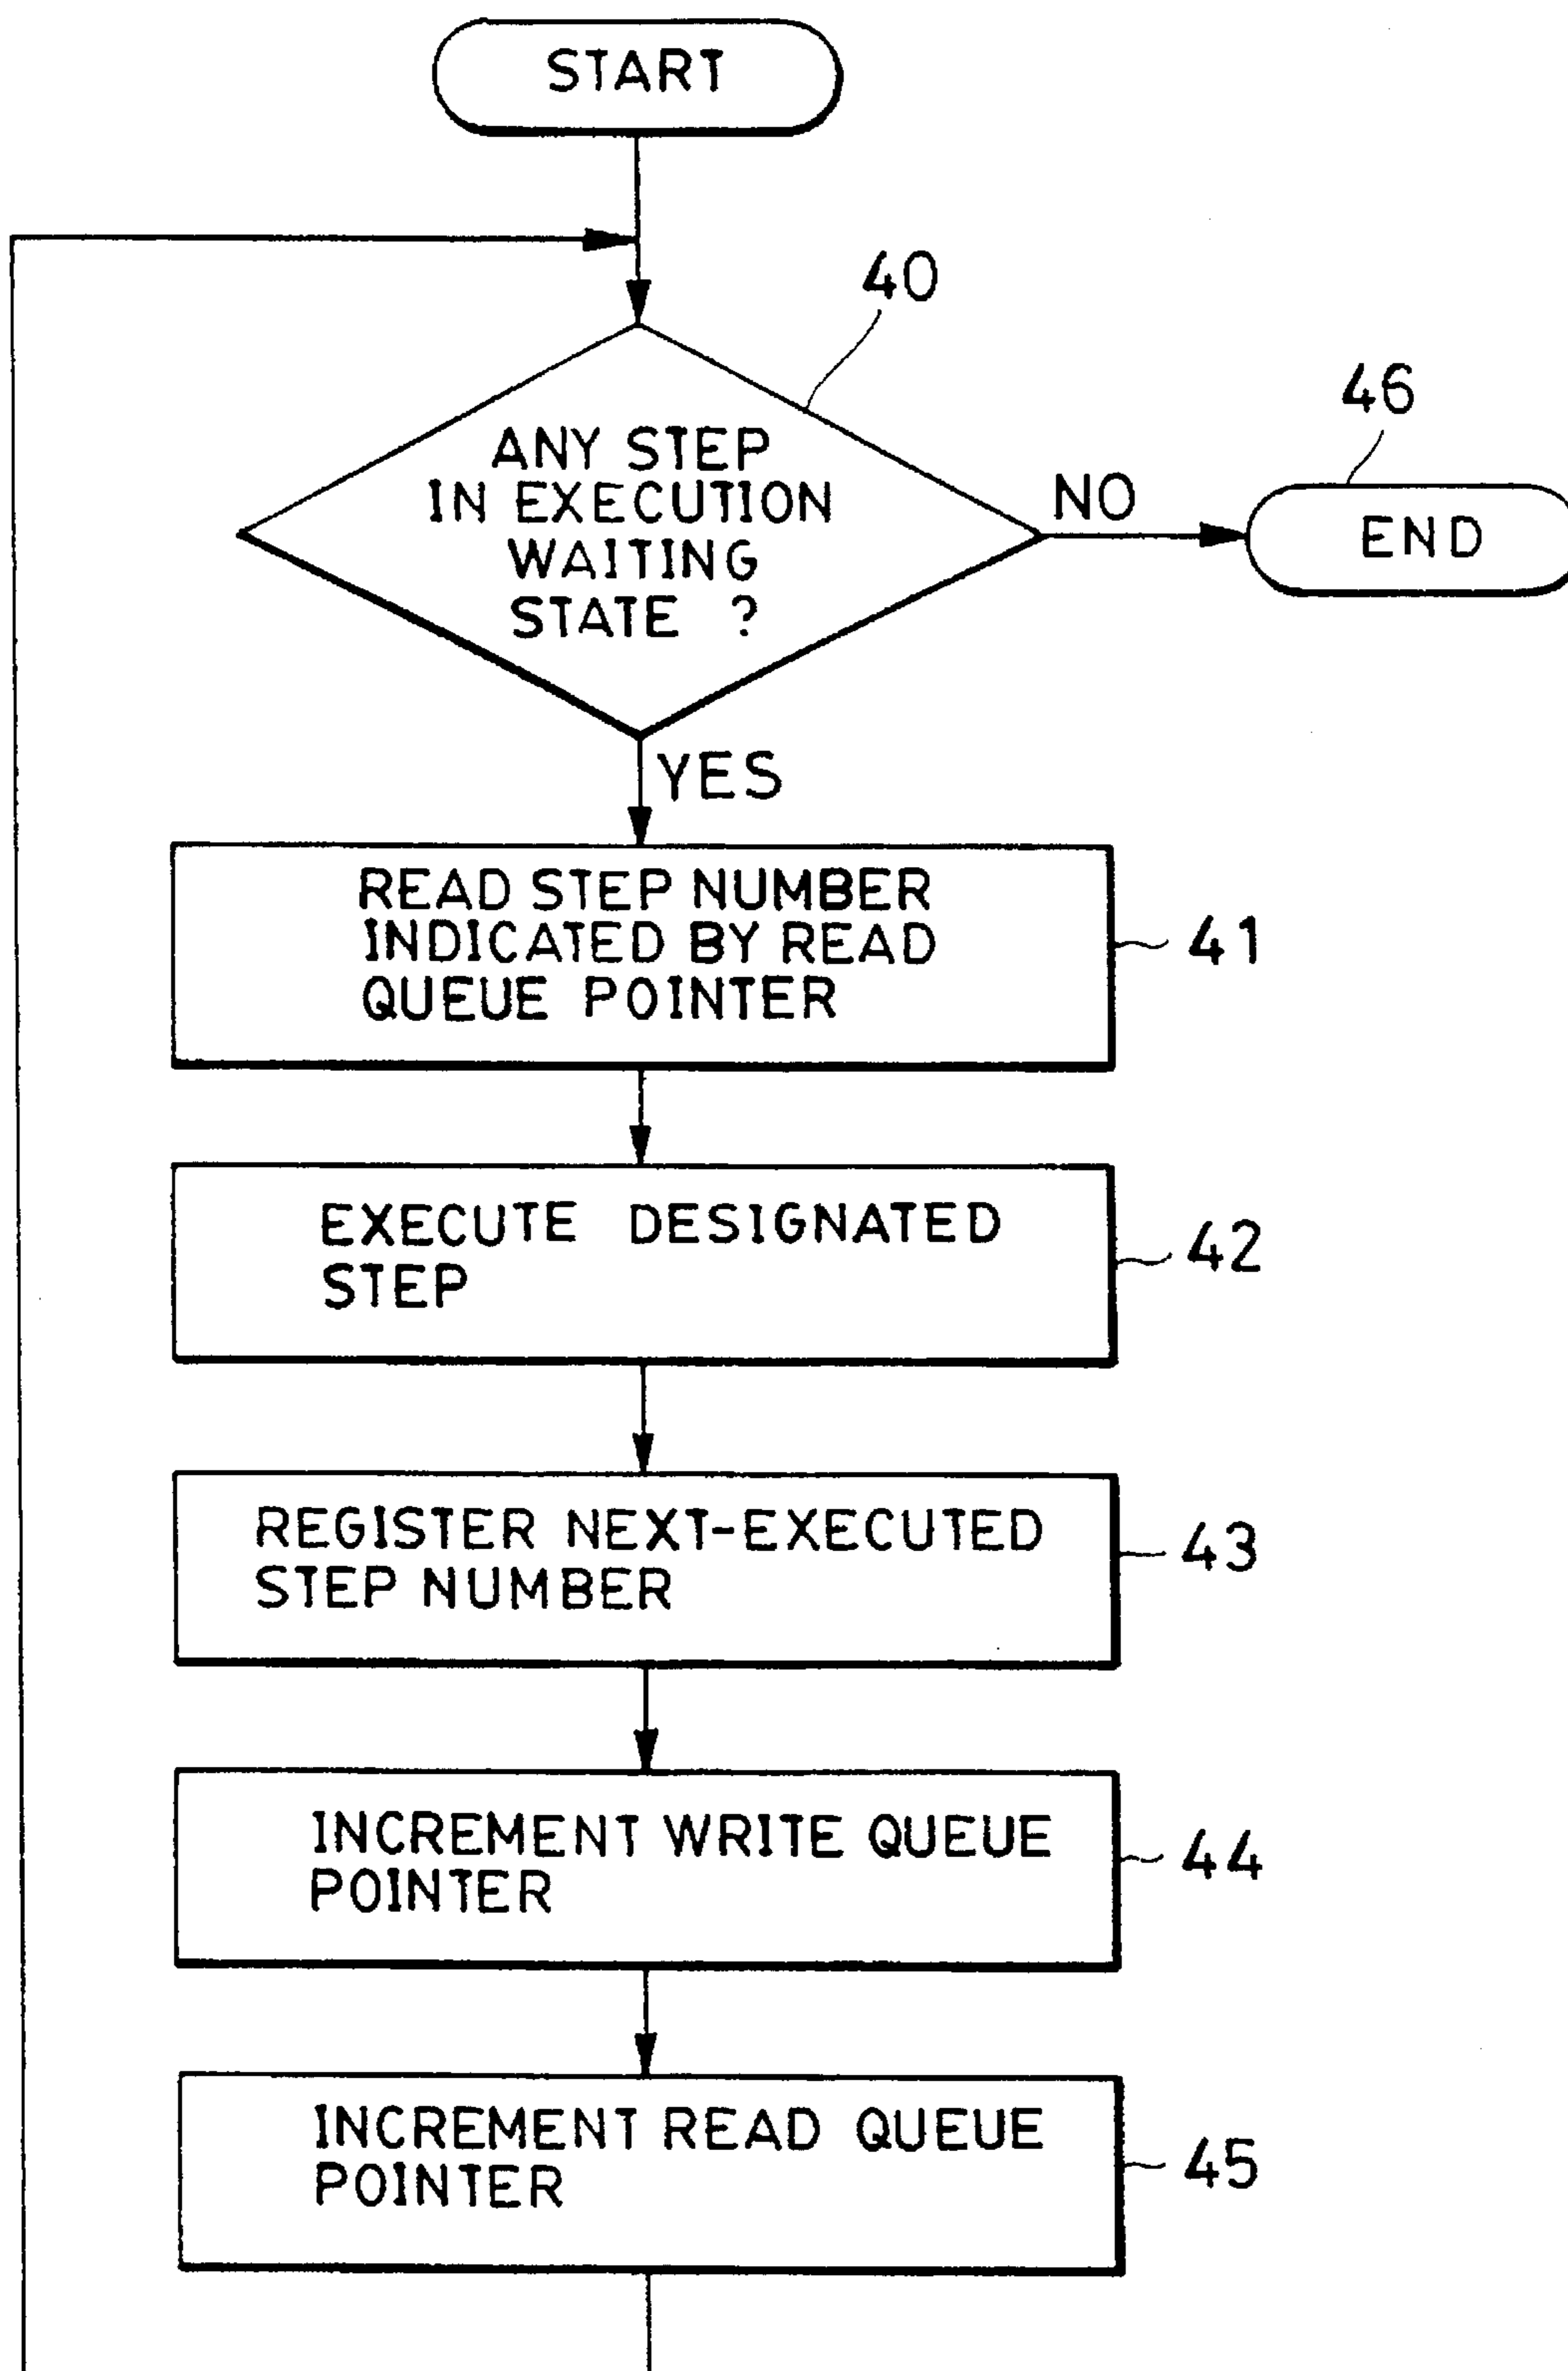 START
40
46
ANY STEP
IN EXECUTION
WAITING
STATE ?
NO
END
YES
READ STEP NUMBER
INDICATED BY READ
QUEUE POINTER
41
EXECUTE DESIGNATED
STEP
42
REGISTER NEXT-EXECUTED
STEP NUMBER
43
INCREMENT WRITE QUEUE
POINTER
44
INCREMENT READ QUEUE
POINTER
45